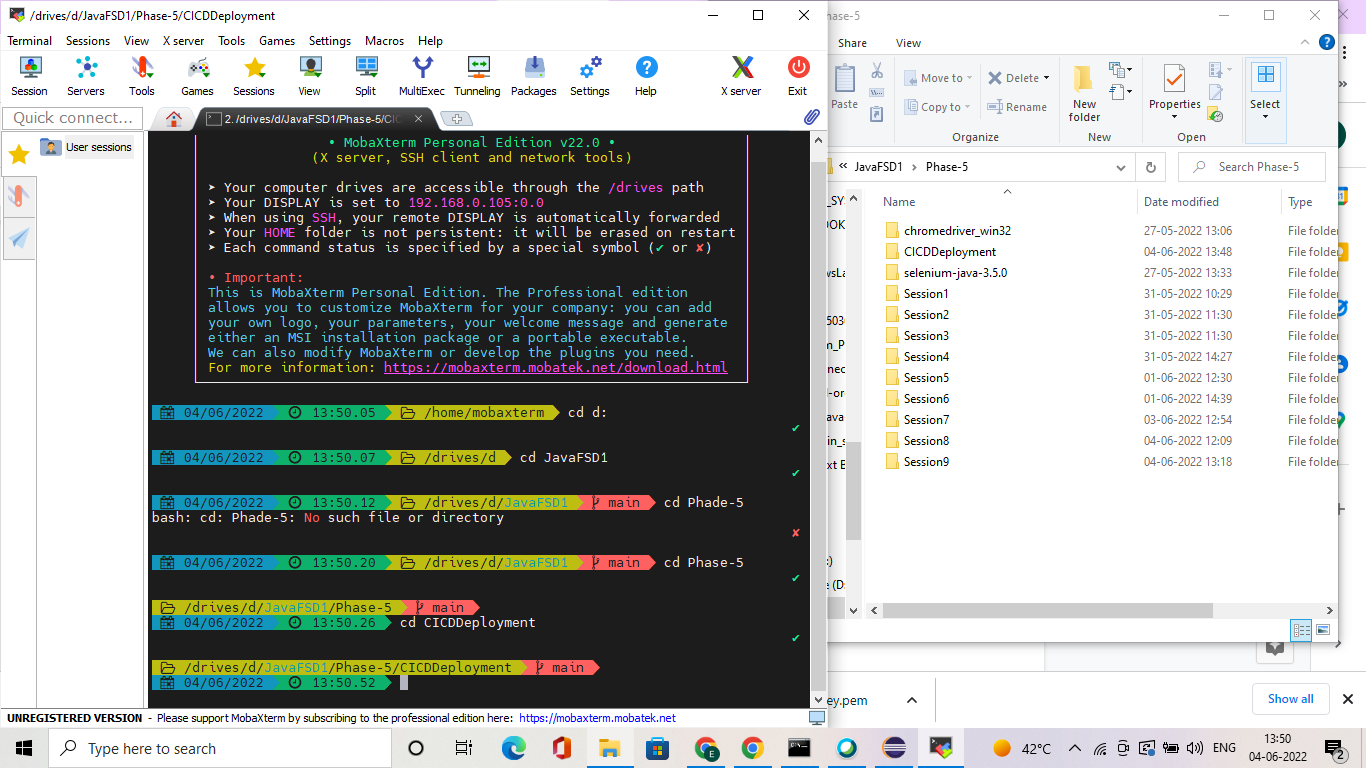 /drives/d/JavaFSD1/Phase-5/CICDDeployment
Terminal Sessions View X server Tools Games Settings Macros Help
Session Servers Tools Games Sessions View Split MultiExec Tunneling Packages Settings Help X server Exit
Quick connect...
2. /drives/d/JavaFSD1/Phase-5/CIC
User sessions
• MobaXterm Personal Edition v22.0 •
(X server, SSH client and network tools)
➤ Your computer drives are accessible through the /drives path
➤ Your DISPLAY is set to 192.168.0.105:0.0
➤ When using SSH, your remote DISPLAY is automatically forwarded
➤ Your HOME folder is not persistent: it will be erased on restart
➤ Each command status is specified by a special symbol (✔ or ✘)
• Important:
This is MobaXterm Personal Edition. The Professional edition
allows you to customize MobaXterm for your company: you can add
your own logo, your parameters, your welcome message and generate
either an MSI installation package or a portable executable.
We can also modify MobaXterm or develop the plugins you need.
For more information: https://mobaxterm.mobatek.net/download.html
04/06/2022 13:50.05 /home/mobaxterm cd d:
✔
04/06/2022 13:50.07 /drives/d cd JavaFSD1
✔
04/06/2022 13:50.12 /drives/d/JavaFSD1 main cd Phade-5
bash: cd: Phade-5: No such file or directory
✘
04/06/2022 13:50.20 /drives/d/JavaFSD1 main cd Phase-5
✔
/drives/d/JavaFSD1/Phase-5 main
04/06/2022 13:50.26 cd CICDDeployment
✔
/drives/d/JavaFSD1/Phase-5/CICDDeployment main
04/06/2022 13:50.52
UNREGISTERED VERSION - Please support MobaXterm by subscribing to the professional edition here: https://mobaxterm.mobatek.net
hase-5
Share View
Paste
Move to
Copy to
Delete
Rename
New folder
Properties
Select
Organize New Open
« JavaFSD1 › Phase-5
Search Phase-5
Name Date modified Type
chromedriver_win32 27-05-2022 13:06 File folder
CICDDeployment 04-06-2022 13:48 File folder
selenium-java-3.5.0 27-05-2022 13:33 File folder
Session1 31-05-2022 10:29 File folder
Session2 31-05-2022 11:30 File folder
Session3 31-05-2022 11:30 File folder
Session4 31-05-2022 14:27 File folder
Session5 01-06-2022 12:30 File folder
Session6 01-06-2022 14:39 File folder
Session7 03-06-2022 12:54 File folder
Session8 04-06-2022 12:09 File folder
Session9 04-06-2022 13:18 File folder
ey.pem
Show all
Type here to search
42°C
ENG
13:50
04-06-2022
2